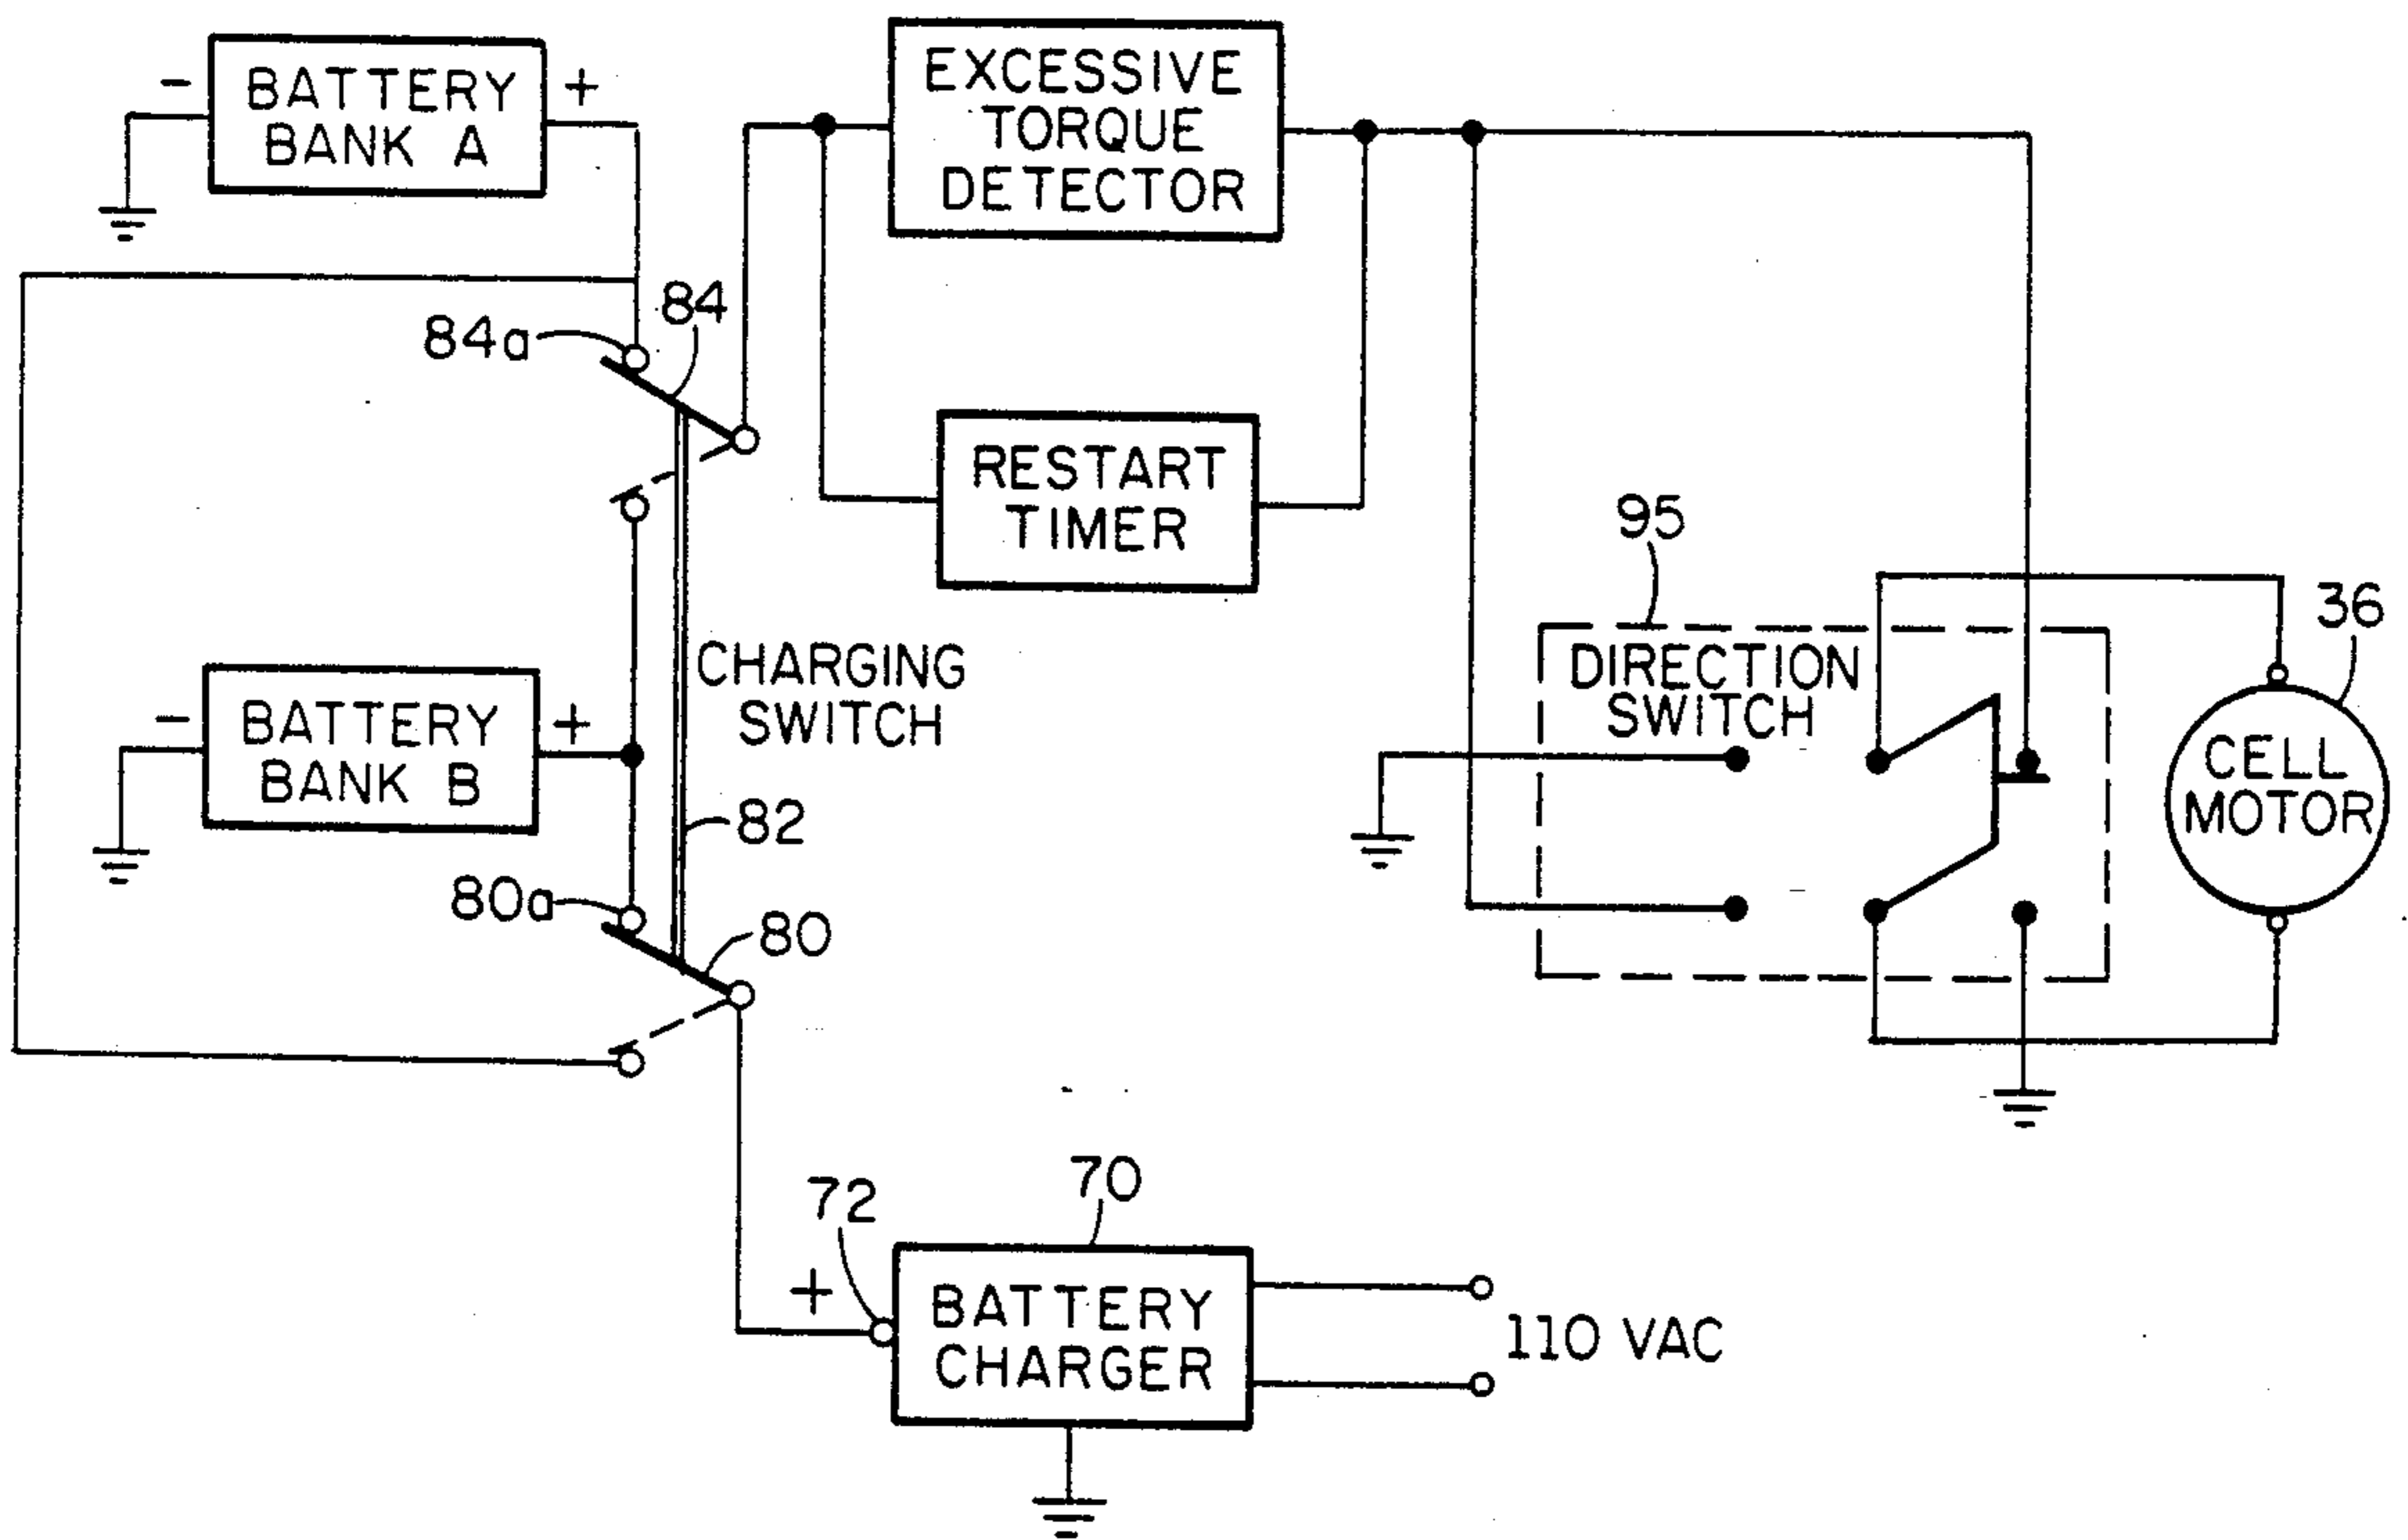 - BATTERY +
BANK A
EXCESSIVE
TORQUE
DETECTOR
84
84a
RESTART
TIMER
95
36
CHARGING
SWITCH
DIRECTION
SWITCH
- BATTERY +
BANK B
CELL
MOTOR
82
80a
80
72
70
+
BATTERY
CHARGER
110 VAC